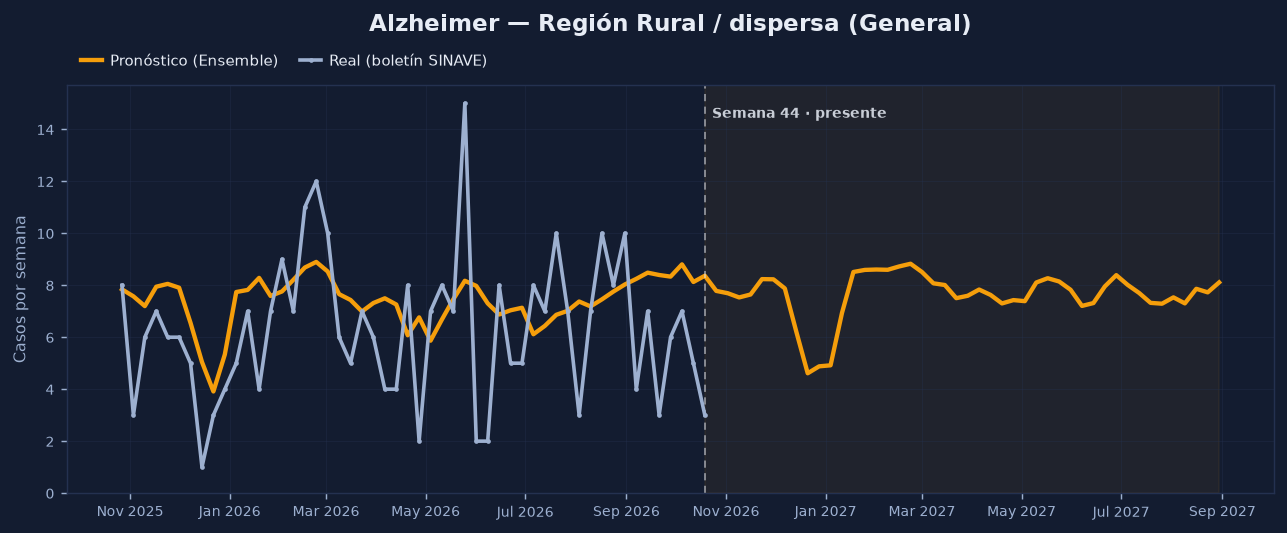 Alzheimer — Región Rural / dispersa (General)
Pronóstico (Ensemble) Real (boletín SINAVE)
Semana 44 · presente
Casos por semana
14
12
10
8
6
4
2
0
Nov 2025 Jan 2026 Mar 2026 May 2026 Jul 2026 Sep 2026 Nov 2026 Jan 2027 Mar 2027 May 2027 Jul 2027 Sep 2027